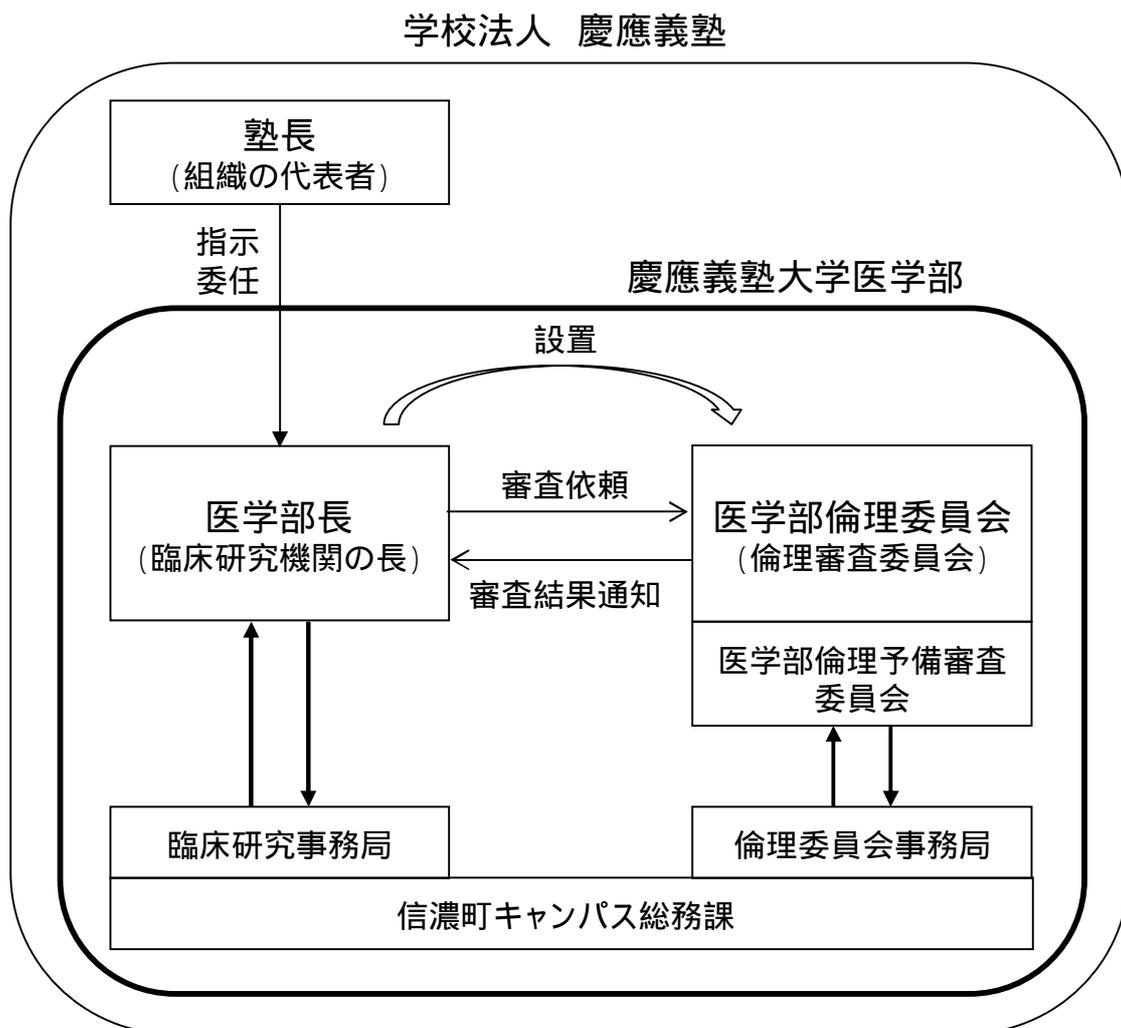 学校法人 慶應義塾
塾長
(組織の代表者)
指示
委任
慶應義塾大学医学部
設置
医学部長
(臨床研究機関の長)
審査依頼
審査結果通知
医学部倫理委員会
(倫理審査委員会)
医学部倫理予備審査
委員会
臨床研究事務局
倫理委員会事務局
信濃町キャンパス総務課